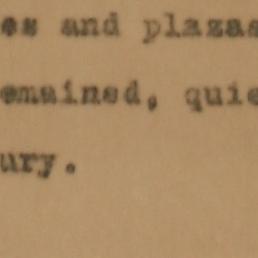 es and plazas
emained, quie
ury.